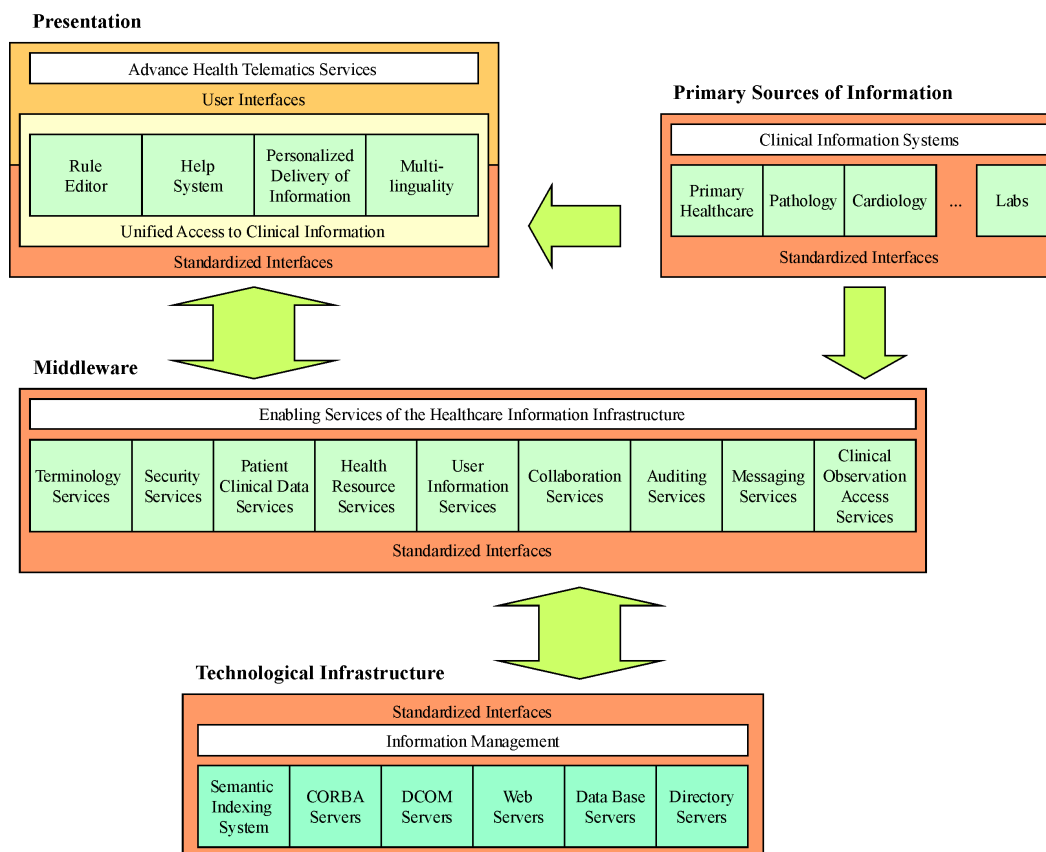 Presentation
Advance Health Telematics Services
User Interfaces
Rule
Editor
Help
System
Personalized
Delivery of
Information
Multi-
linguality
Unified Access to Clinical Information
Standardized Interfaces
Primary Sources of Information
Clinical Information Systems
Primary
Healthcare
Pathology
Cardiology
...
Labs
Standardized Interfaces
Middleware
Enabling Services of the Healthcare Information Infrastructure
Terminology
Services
Security
Services
Patient
Clinical Data
Services
Health
Resource
Services
User
Information
Services
Collaboration
Services
Auditing
Services
Messaging
Services
Clinical
Observation
Access
Services
Standardized Interfaces
Technological Infrastructure
Standardized Interfaces
Information Management
Semantic
Indexing
System
CORBA
Servers
DCOM
Servers
Web
Servers
Data Base
Servers
Directory
Servers